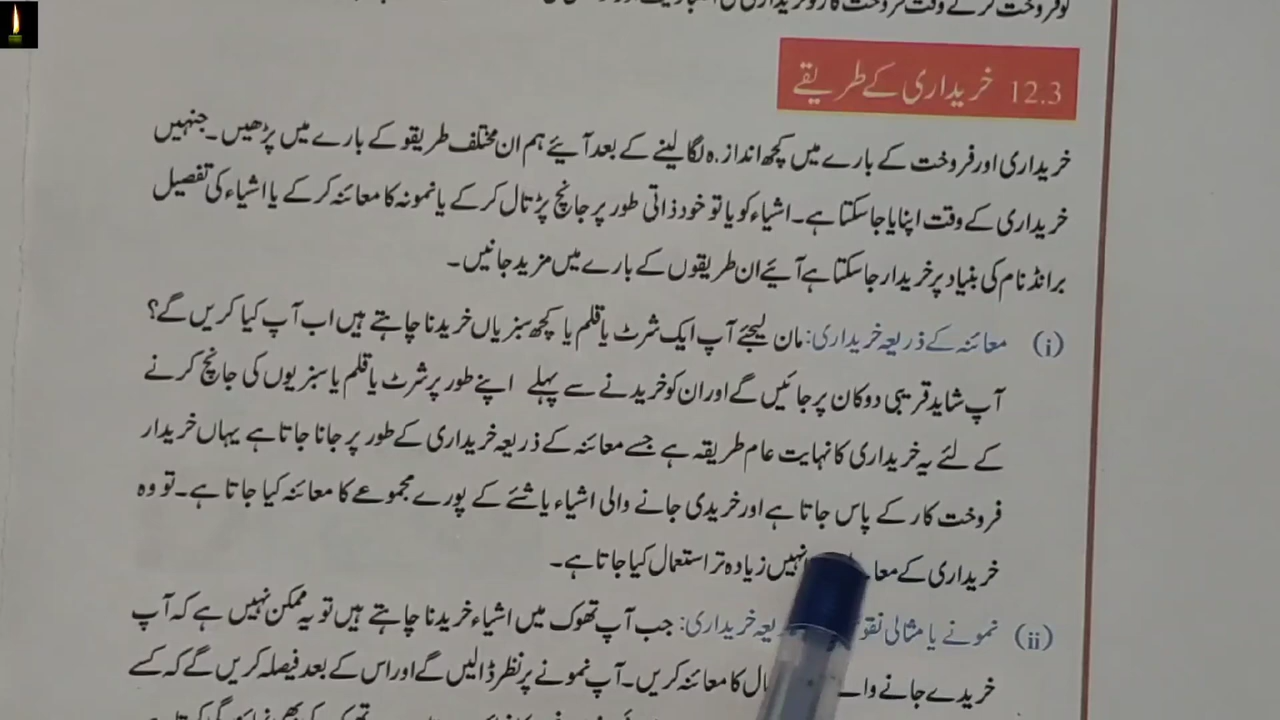 12.3 خریداری کے طریقے
خریداری اور فروخت کے بارے میں کچھ اندازہ لگا لینے کے بعد آیئے ہم ان مختلف طریقو کے بارے میں پڑھیں۔ جنہیں
خریداری کے وقت اپنایا جا سکتا ہے۔ اشیاء کو یا تو خود ذاتی طور پر جانچ پڑتال کر کے یا نمونہ کا معائنہ کر کے یا اشیاء کی تفصیل
برانڈ نام کی بنیاد پر خریدار جا سکتا ہے آیئے ان طریقوں کے بارے میں مزید جانیں۔
(i) معائنہ کے ذریعہ خریداری: مان لیجئے آپ ایک شرٹ یا قلم یا کچھ سبزیاں خریدنا چاہتے ہیں اب آپ کیا کریں گے؟
آپ شاید قریبی دوکان پر جائیں گے اور ان کو خریدنے سے پہلے اپنے طور پر شرٹ یا قلم یا سبزیوں کی جانچ کرنے
کے لئے یہ خریداری کا نہایت عام طریقہ ہے جسے معائنہ کے ذریعہ خریداری کے طور پر جانا جاتا ہے یہاں خریدار
فروخت کار کے پاس جاتا ہے اور خریدی جانے والی اشیاء یا شئے کے پورے مجموعے کا معائنہ کیا جاتا ہے۔ تو وہ
خریداری کے انہیں زیادہ تر استعمال کیا جاتا ہے۔
(ii) نمونے یا مثالی خریداری: جب آپ تھوک میں اشیاء خریدنا چاہتے ہیں تو یہ ممکن نہیں ہے کہ آپ
خریدے جانے کا معائنہ کریں۔ آپ نمونے پر نظر ڈالیں گے اور اس کے بعد فیصلہ کریں گے کہ کے